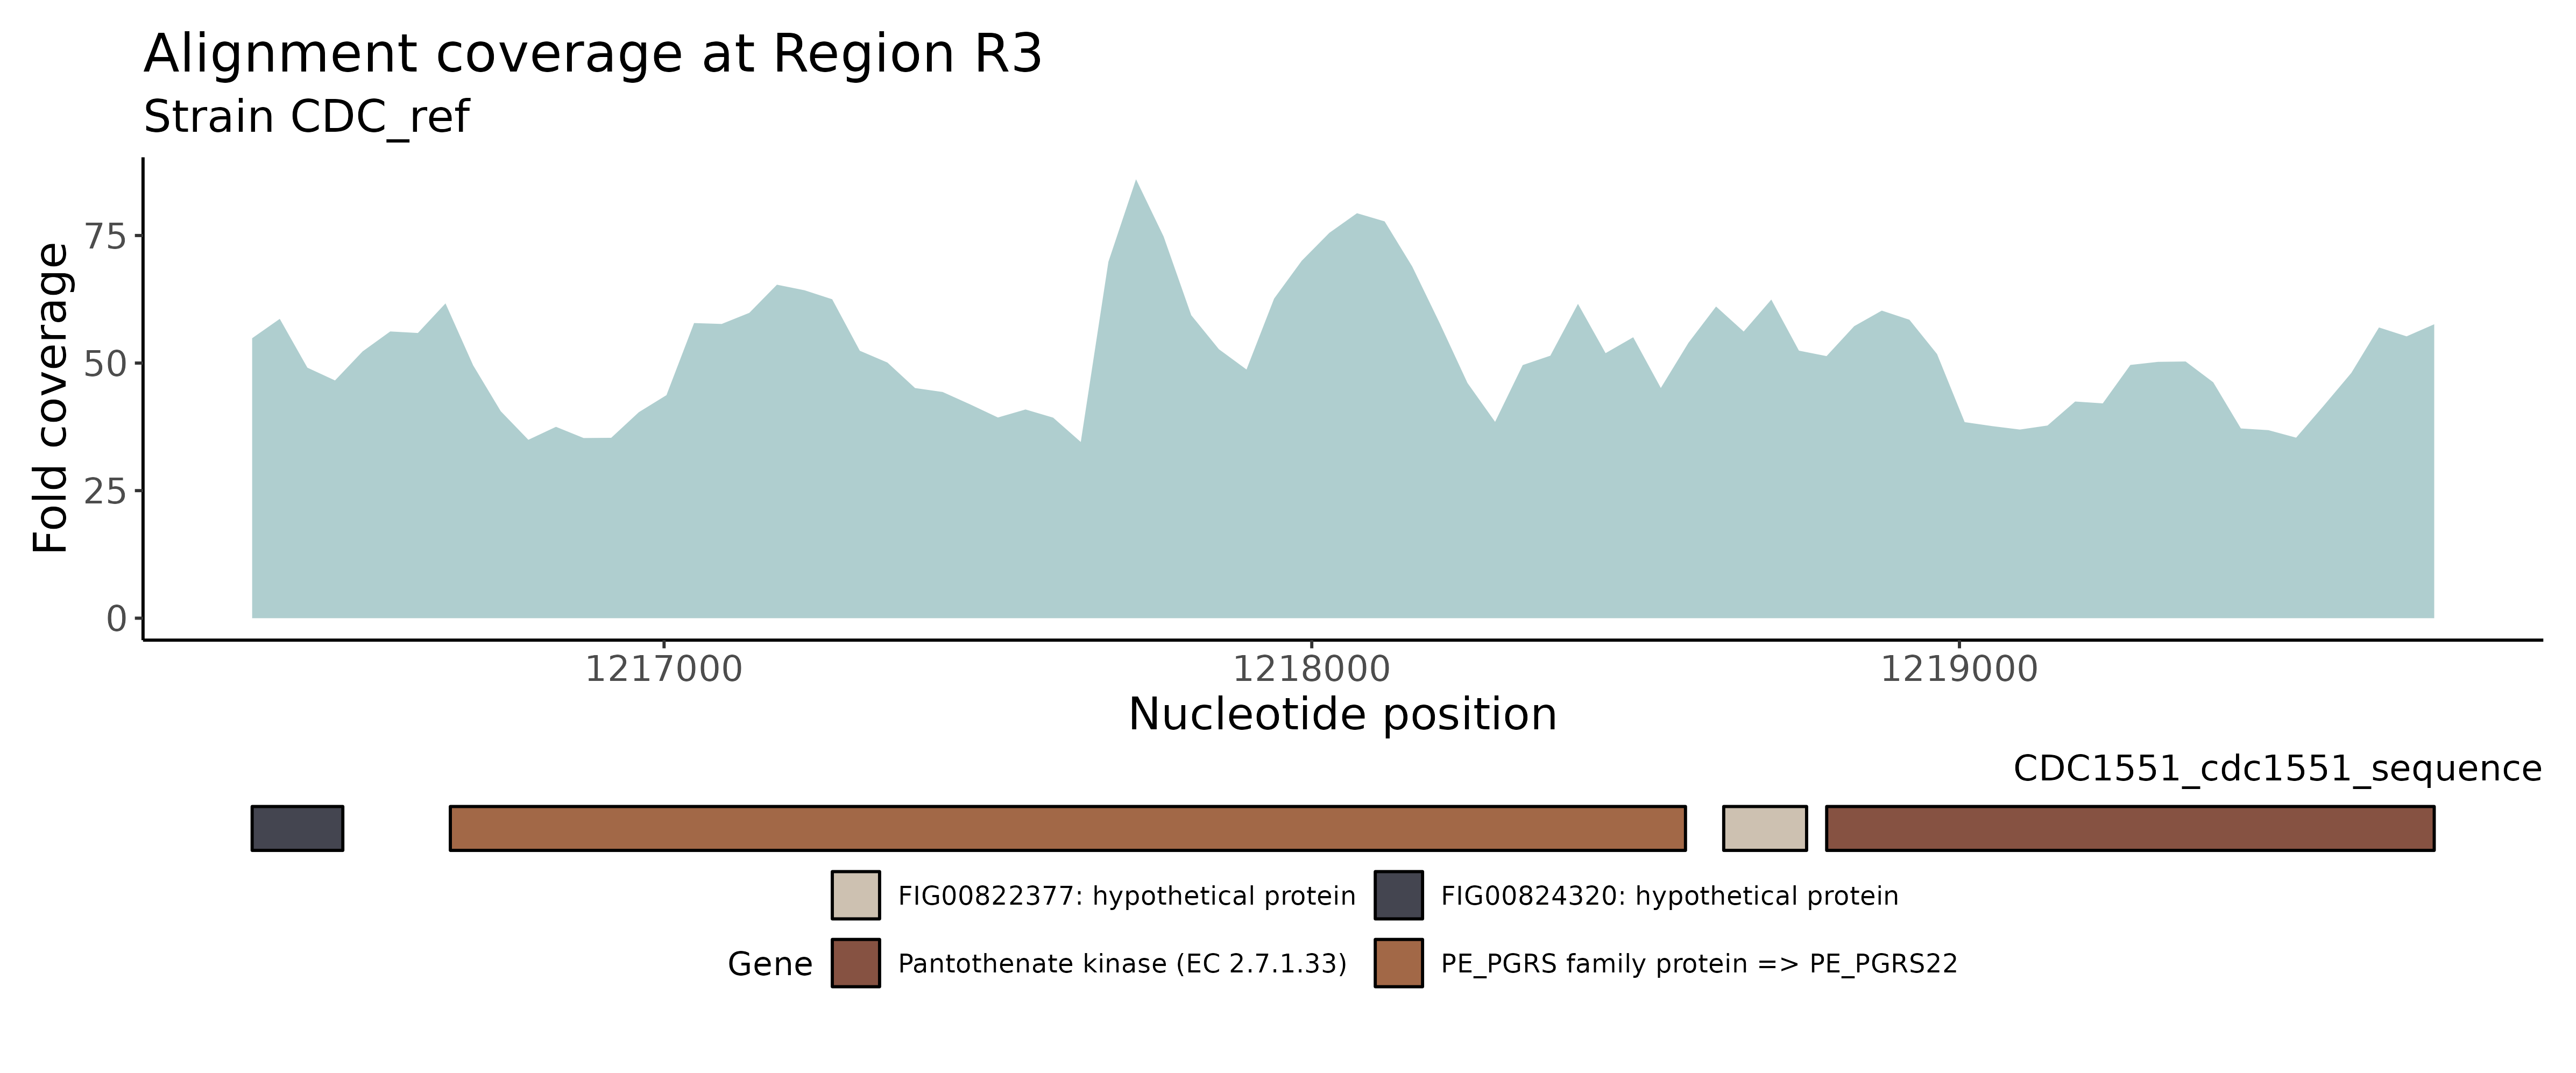 Alignment coverage at Region R3
Strain CDC_ref
Fold coverage
75
50
25
0
1217000 1218000 1219000
Nucleotide position
CDC1551_cdc1551_sequence
Gene
FIG00822377: hypothetical protein FIG00824320: hypothetical protein
Pantothenate kinase (EC 2.7.1.33) PE_PGRS family protein => PE_PGRS22